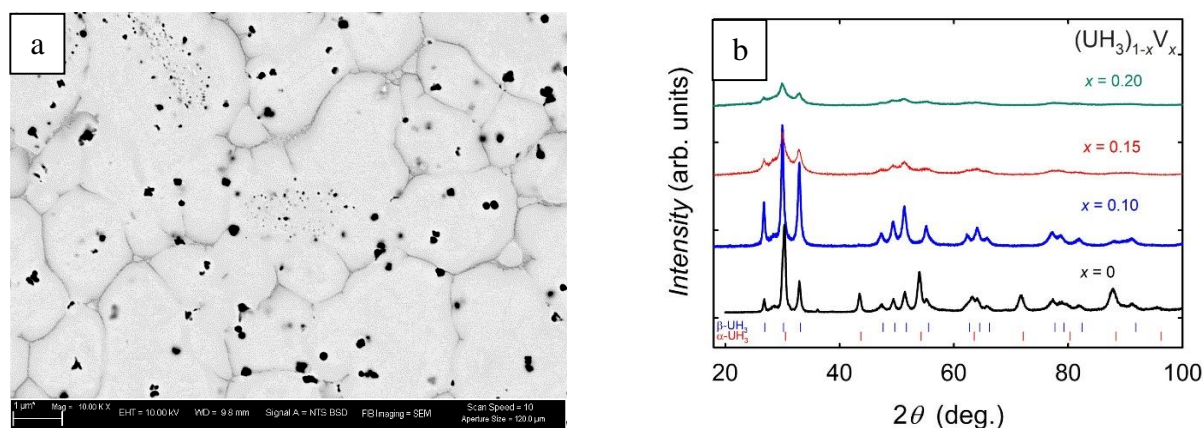 a
1 µm*
Mag = 10.00 K X
EHT = 10.00 kV
WD = 9.8 mm
Signal A = NTS BSD
FIB Imaging = SEM
Scan Speed = 10
Aperture Size = 120.0 µm
b
(UH₃)₁₋ₓVₓ
x = 0.20
x = 0.15
x = 0.10
x = 0
β-UH₃
α-UH₃
Intensity (arb. units)
20 40 60 80 100
2θ (deg.)